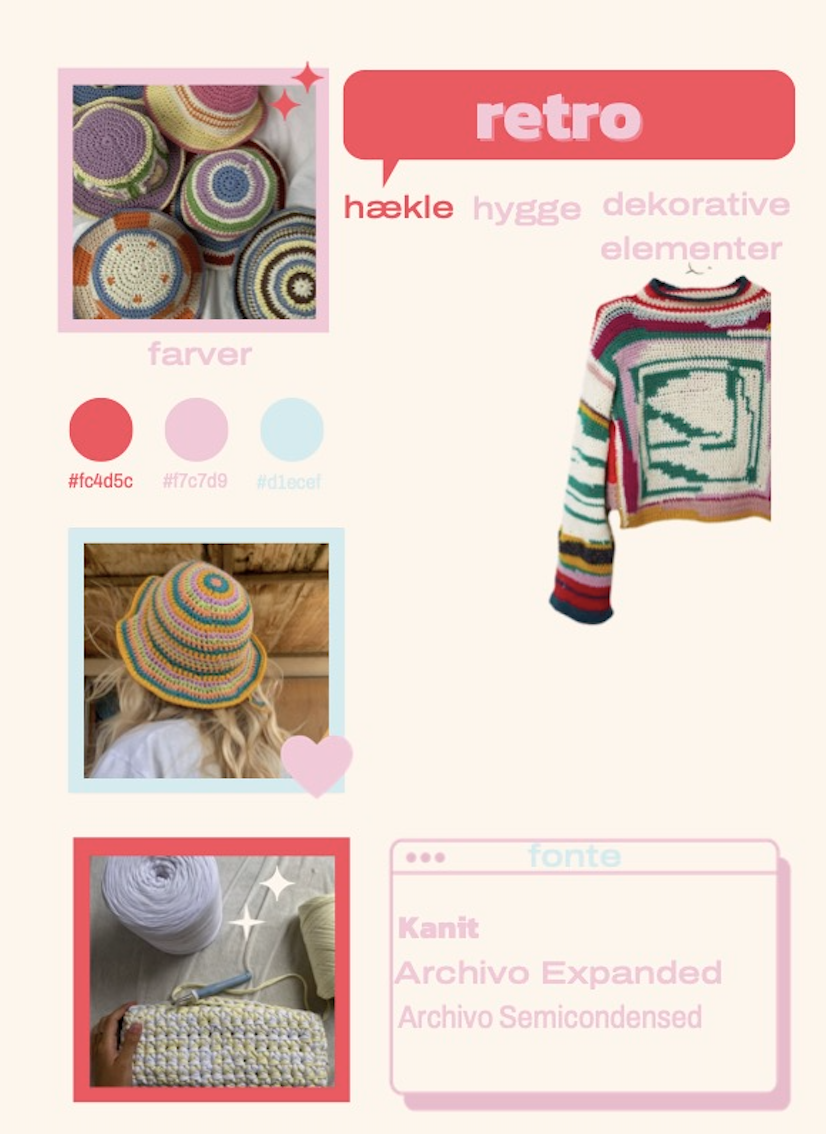 retro
hækle hygge dekorative
elementer
farver
#fc4d5c #f7c7d9 #d1ecef
fonte
Kanit
Archivo Expanded
Archivo Semicondensed